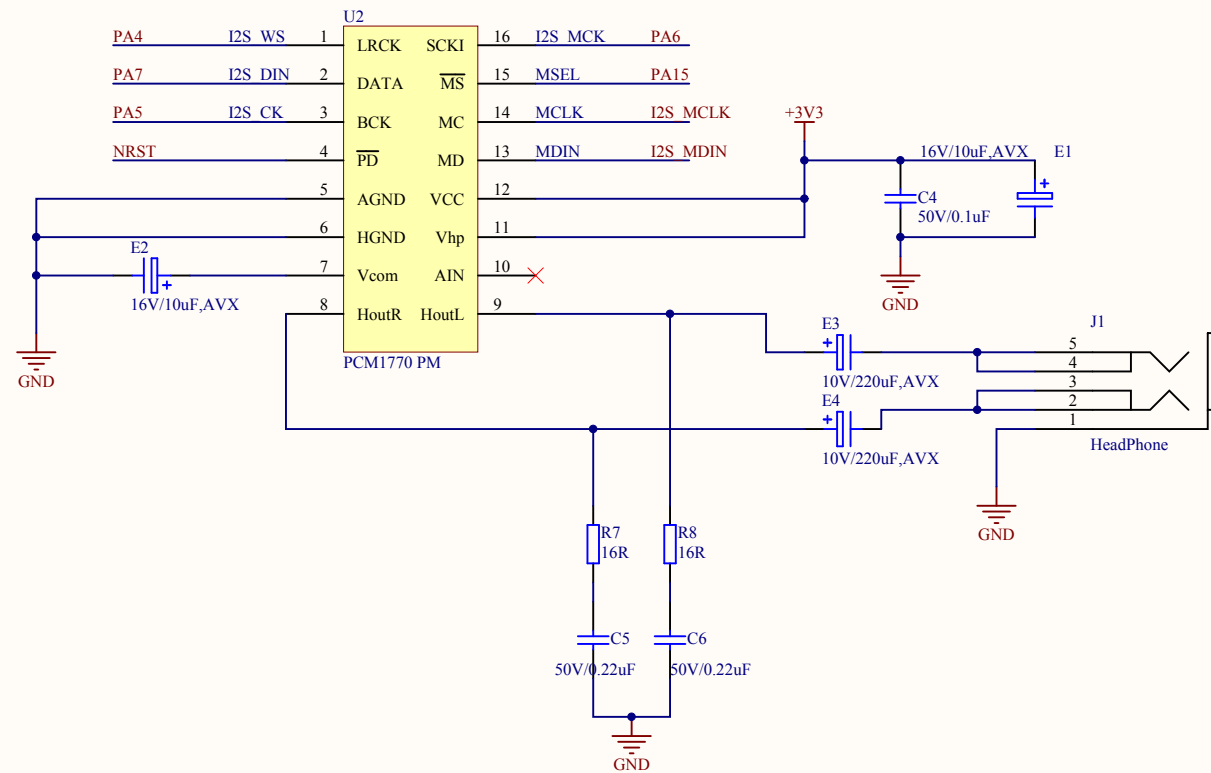 U2
PA4 I2S_WS 1 LRCK SCKI 16 I2S_MCK PA6
PA7 I2S_DIN 2 DATA MS 15 MSEL PA15
PA5 I2S_CK 3 BCK MC 14 MCLK I2S_MCLK
NRST 4 PD MD 13 MDIN I2S_MDIN
5 AGND VCC 12
6 HGND Vhp 11
7 Vcom AIN 10
8 HoutR HoutL 9
PCM1770 PM
E2
16V/10uF,AVX
GND
+3V3
16V/10uF,AVX E1
C4
50V/0.1uF
GND
E3
10V/220uF,AVX
E4
10V/220uF,AVX
J1
5
4
3
2
1
HeadPhone
GND
R7
16R
R8
16R
C5
50V/0.22uF
C6
50V/0.22uF
GND